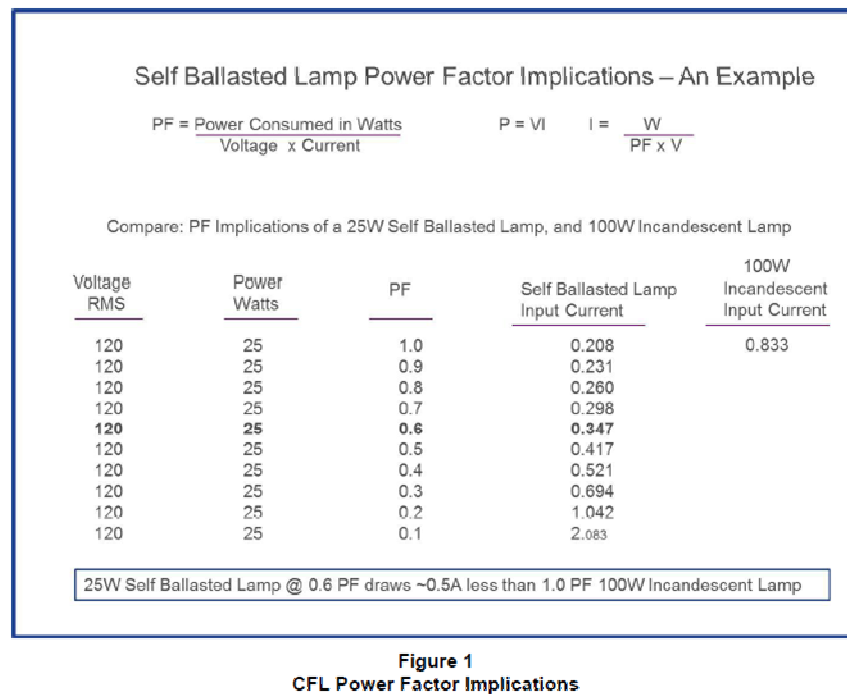 Self Ballasted Lamp Power Factor Implications – An Example
PF = Power Consumed in Watts
Voltage x Current
P = VI
I = W
PF x V
Compare: PF Implications of a 25W Self Ballasted Lamp, and 100W Incandescent Lamp
Voltage RMS
Power Watts
PF
Self Ballasted Lamp Input Current
100W Incandescent Input Current
120 25 1.0 0.208 0.833
120 25 0.9 0.231
120 25 0.8 0.260
120 25 0.7 0.298
120 25 0.6 0.347
120 25 0.5 0.417
120 25 0.4 0.521
120 25 0.3 0.694
120 25 0.2 1.042
120 25 0.1 2.083
25W Self Ballasted Lamp @ 0.6 PF draws ~0.5A less than 1.0 PF 100W Incandescent Lamp
Figure 1
CFL Power Factor Implications